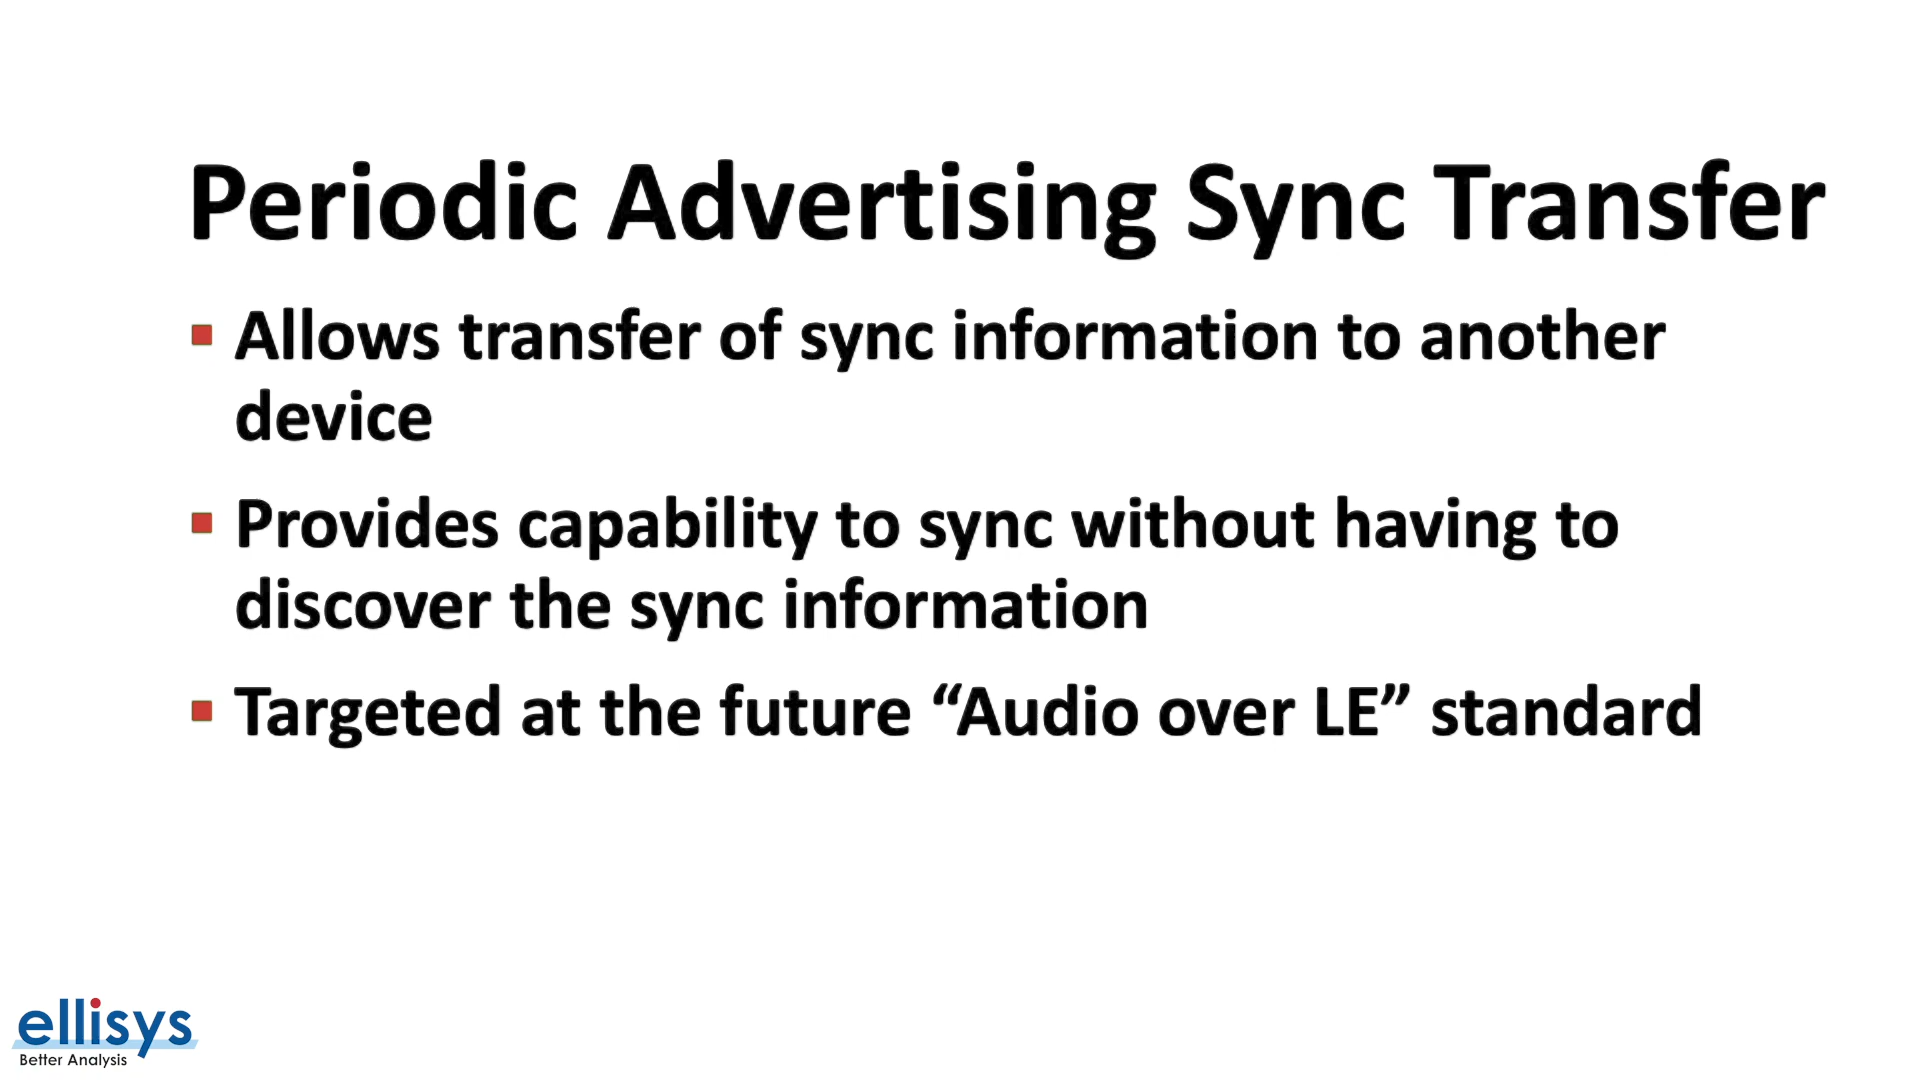 Periodic Advertising Sync Transfer
Allows transfer of sync information to another
device
Provides capability to sync without having to
discover the sync information
Targeted at the future “Audio over LE” standard
ellisys
Better Analysis